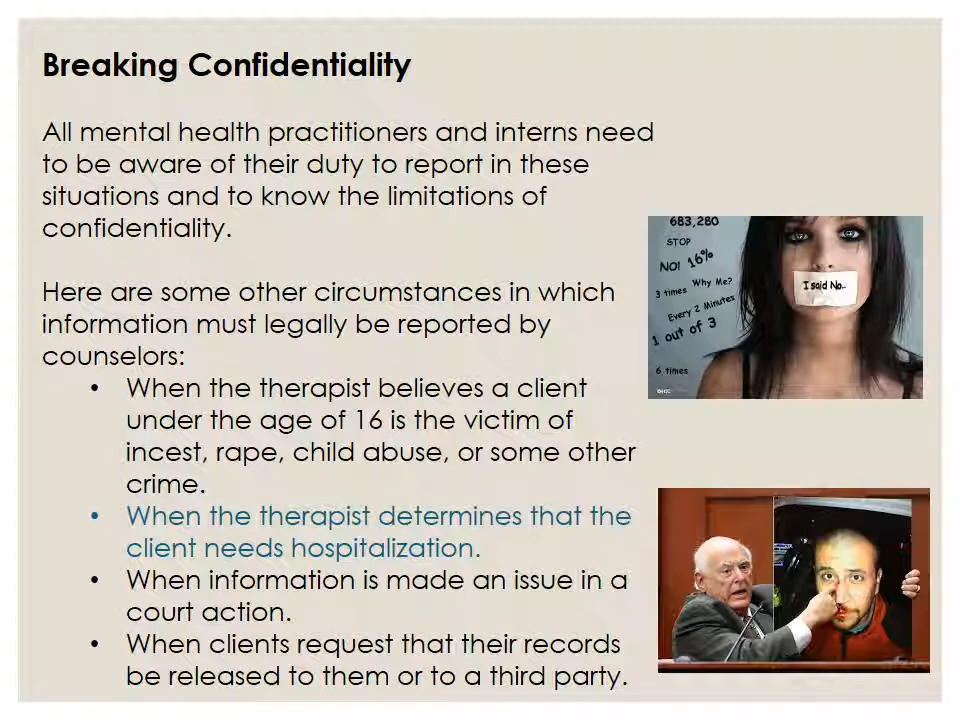 Breaking Confidentiality
All mental health practitioners and interns need
to be aware of their duty to report in these
situations and to know the limitations of
confidentiality.
Here are some other circumstances in which
information must legally be reported by
counselors:
• When the therapist believes a client
under the age of 16 is the victim of
incest, rape, child abuse, or some other
crime.
• When the therapist determines that the
client needs hospitalization.
• When information is made an issue in a
court action.
• When clients request that their records
be released to them or to a third party.
683,280
STOP
NO! 16%
Why Me?
3 times
Every 2 Minutes
1 out of 3
6 times
I said No..